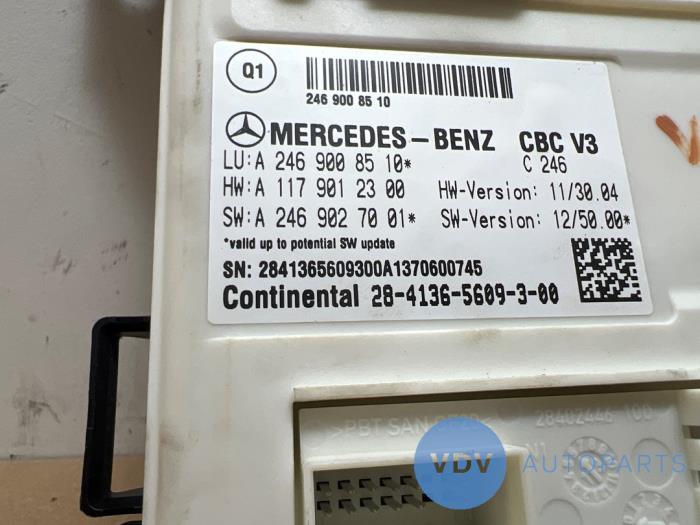 Q1
246 900 85 10
MERCEDES-BENZ CBC V3
LU:A 246 900 85 10* C 246
HW:A 117 901 23 00 HW-Version: 11/30.04
SW:A 246 902 70 01* SW-Version: 12/50.00*
*valid up to potential SW update
SN: 2841365609300A1370600745
Continental 28-4136-5609-3-00
28402446 100
VDV AUTOPARTS